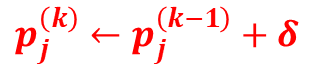 p_j^{(k)} ← p_j^{(k-1)} + δ